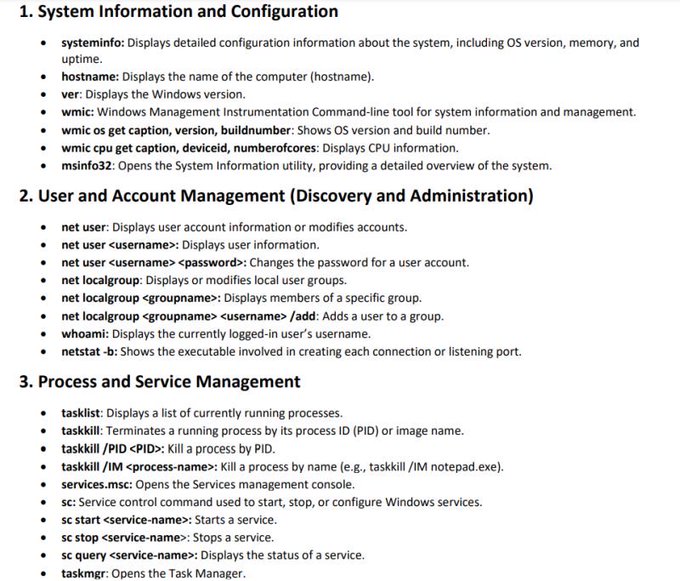 1. System Information and Configuration
• systeminfo: Displays detailed configuration information about the system, including OS version, memory, and
uptime.
• hostname: Displays the name of the computer (hostname).
• ver: Displays the Windows version.
• wmic: Windows Management Instrumentation Command-line tool for system information and management.
• wmic os get caption, version, buildnumber: Shows OS version and build number.
• wmic cpu get caption, deviceid, numberofcores: Displays CPU information.
• msinfo32: Opens the System Information utility, providing a detailed overview of the system.
2. User and Account Management (Discovery and Administration)
• net user: Displays user account information or modifies accounts.
• net user <username>: Displays user information.
• net user <username> <password>: Changes the password for a user account.
• net localgroup: Displays or modifies local user groups.
• net localgroup <groupname>: Displays members of a specific group.
• net localgroup <groupname> <username> /add: Adds a user to a group.
• whoami: Displays the currently logged-in user's username.
• netstat -b: Shows the executable involved in creating each connection or listening port.
3. Process and Service Management
• tasklist: Displays a list of currently running processes.
• taskkill: Terminates a running process by its process ID (PID) or image name.
• taskkill /PID <PID>: Kill a process by PID.
• taskkill /IM <process-name>: Kill a process by name (e.g., taskkill /IM notepad.exe).
• services.msc: Opens the Services management console.
• sc: Service control command used to start, stop, or configure Windows services.
• sc start <service-name>: Starts a service.
• sc stop <service-name>: Stops a service.
• sc query <service-name>: Displays the status of a service.
• taskmgr: Opens the Task Manager.